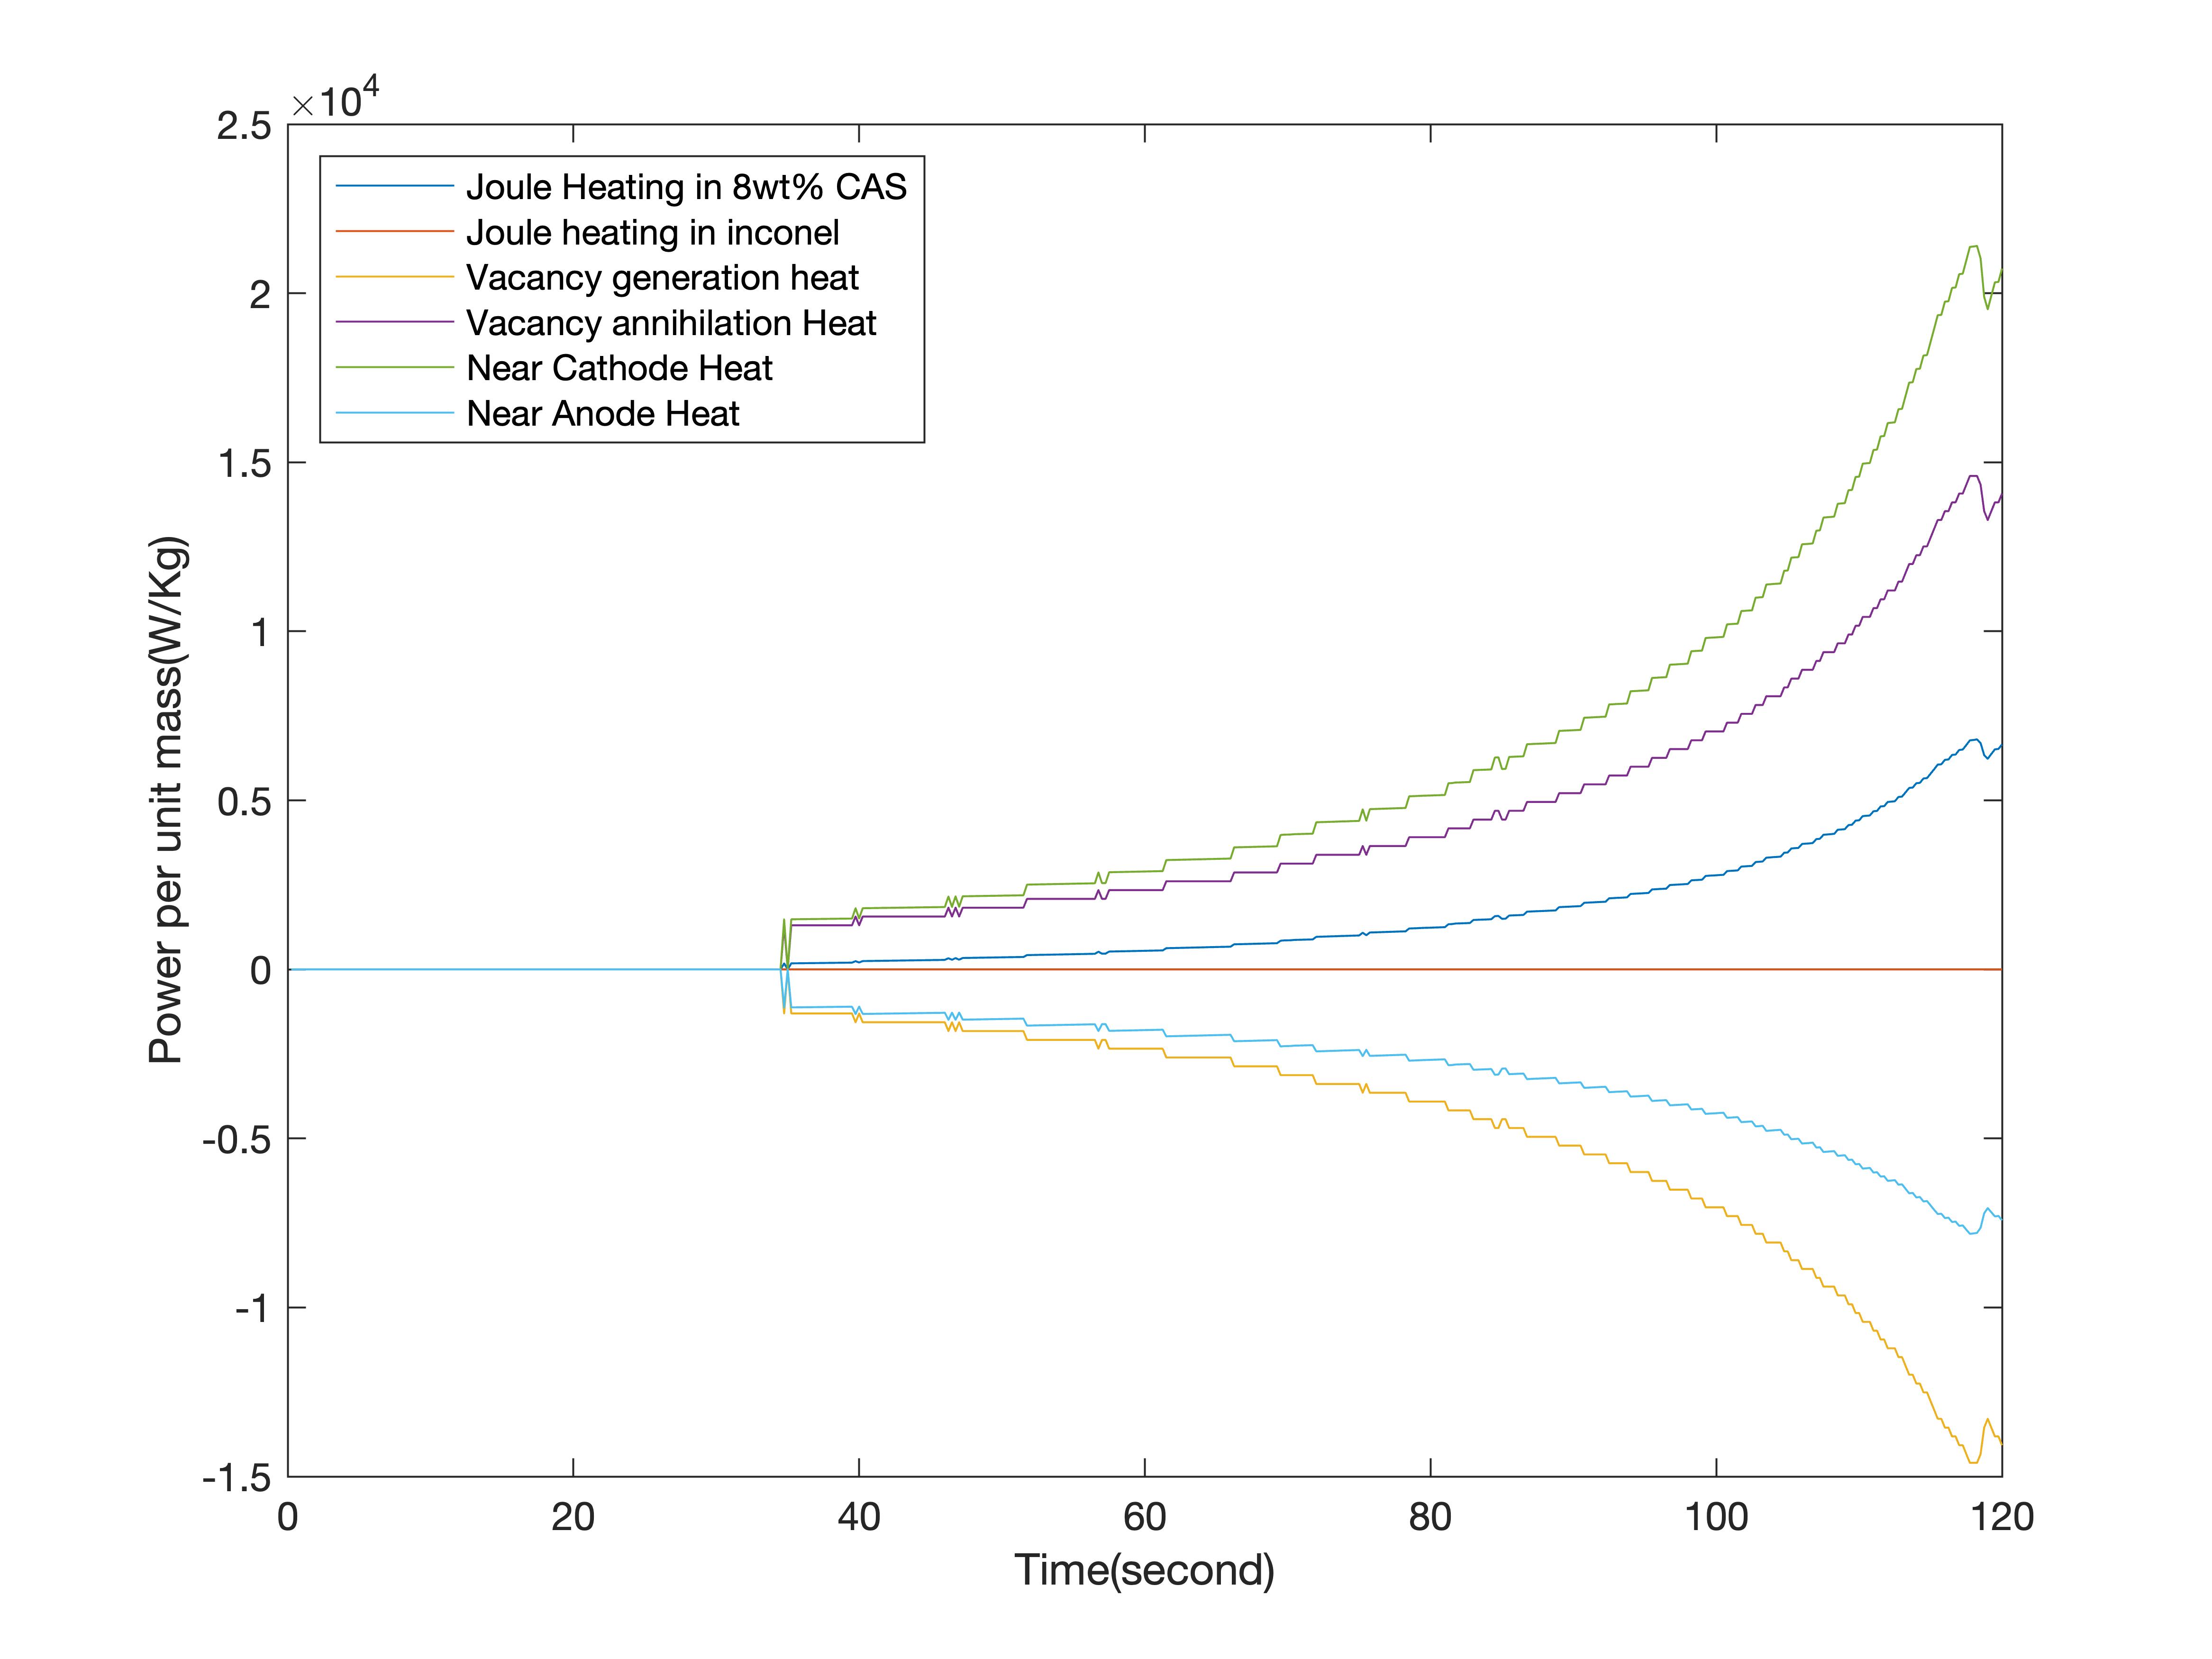 ×10^4
2.5
2
1.5
1
0.5
0
-0.5
-1
-1.5
Power per unit mass(W/Kg)
Joule Heating in 8wt% CAS
Joule heating in inconel
Vacancy generation heat
Vacancy annihilation Heat
Near Cathode Heat
Near Anode Heat
0 20 40 60 80 100 120
Time(second)